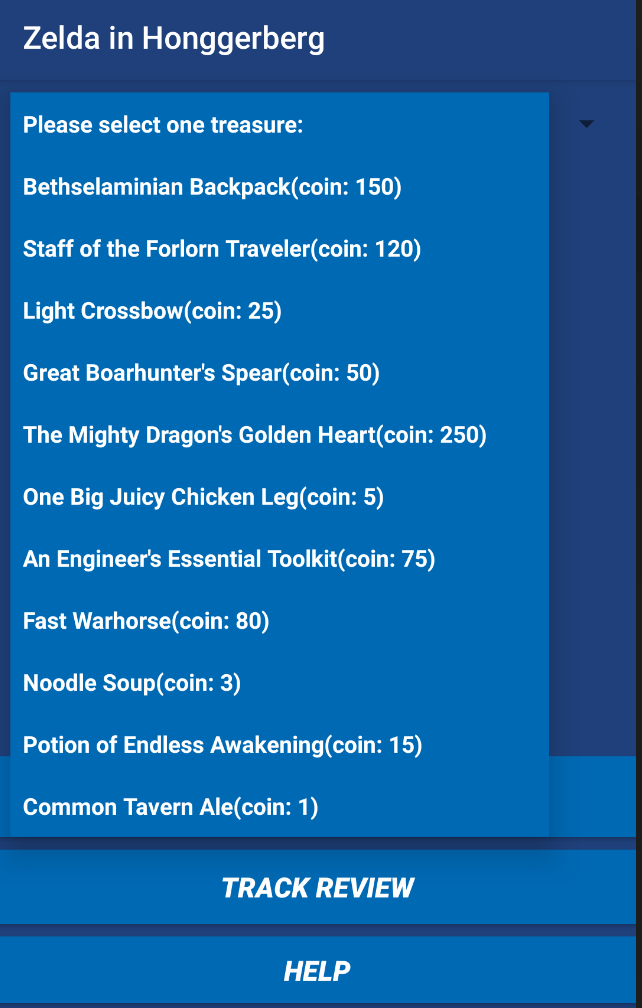 Zelda in Honggerberg
Please select one treasure:
Bethselaminian Backpack(coin: 150)
Staff of the Forlorn Traveler(coin: 120)
Light Crossbow(coin: 25)
Great Boarhunter's Spear(coin: 50)
The Mighty Dragon's Golden Heart(coin: 250)
One Big Juicy Chicken Leg(coin: 5)
An Engineer's Essential Toolkit(coin: 75)
Fast Warhorse(coin: 80)
Noodle Soup(coin: 3)
Potion of Endless Awakening(coin: 15)
Common Tavern Ale(coin: 1)
TRACK REVIEW
HELP